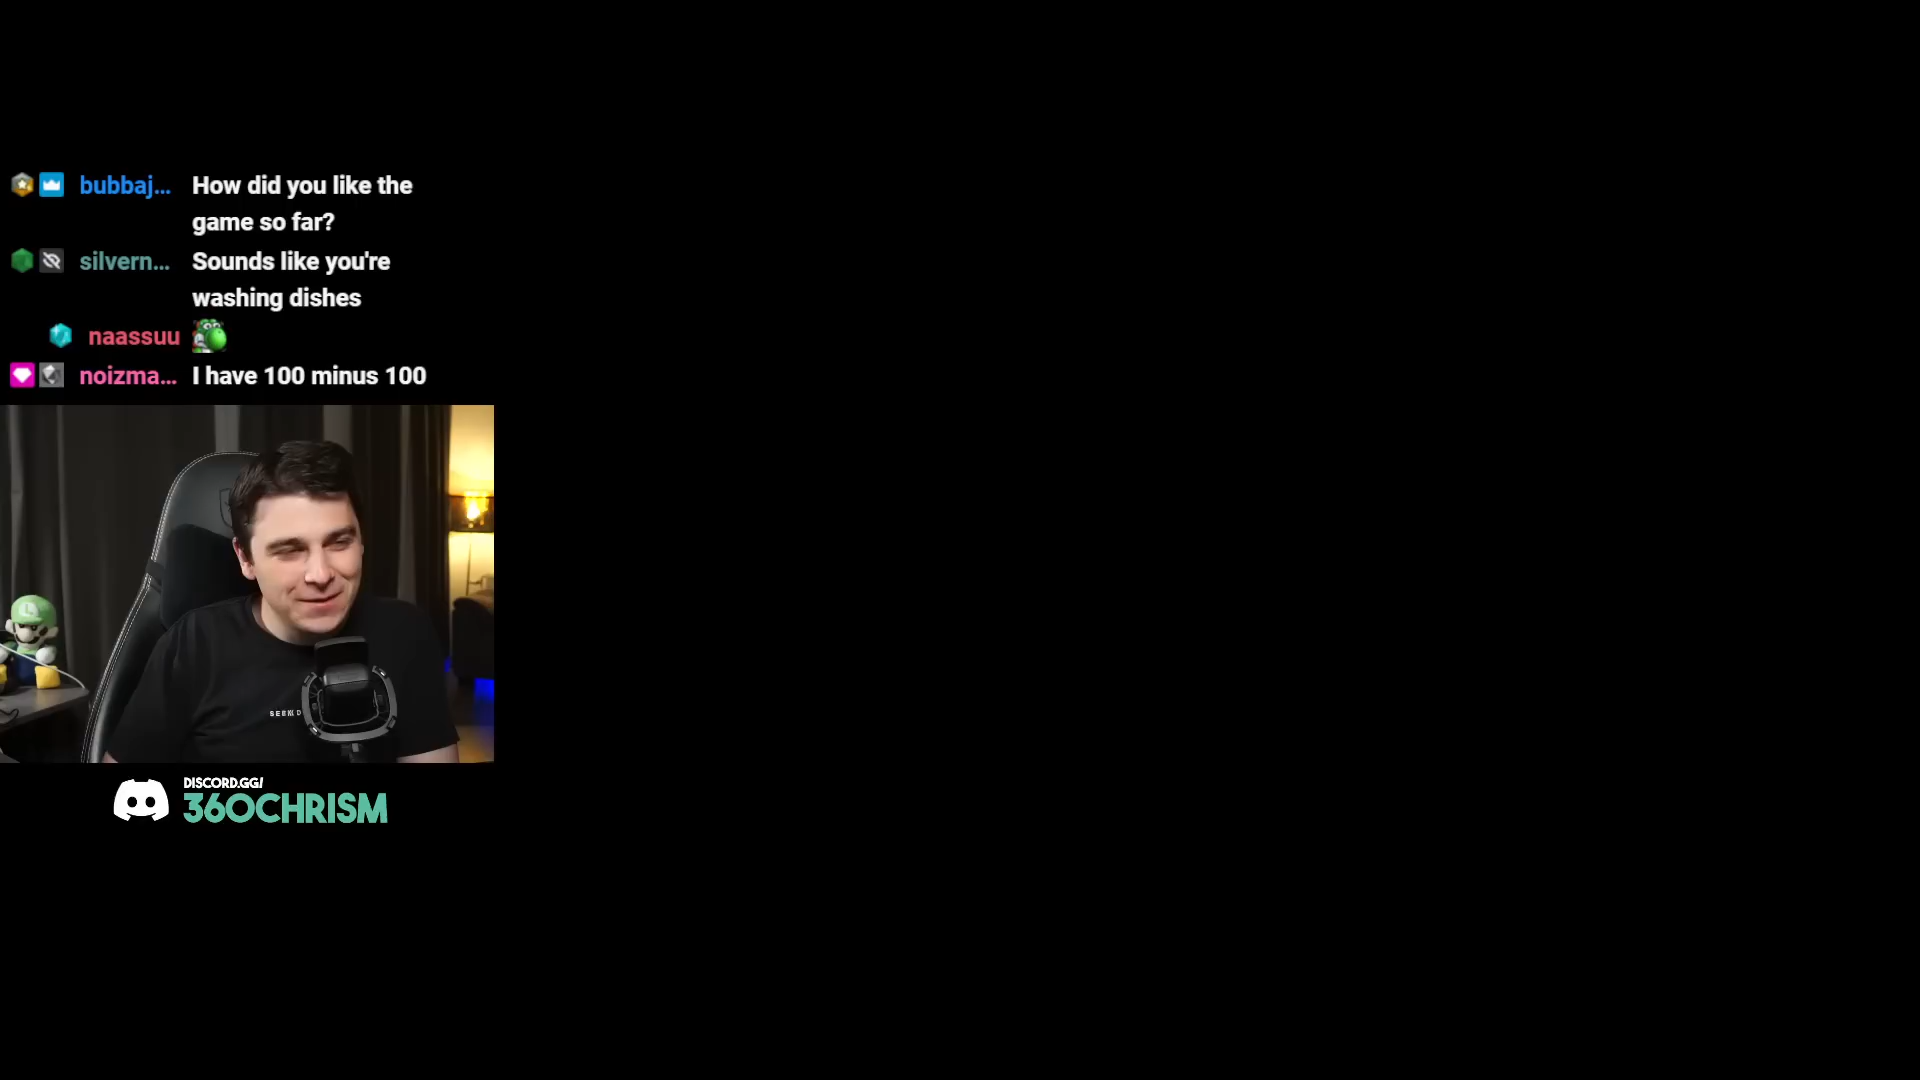 bubbaj... How did you like the
game so far?
silvern... Sounds like you're
washing dishes
naassuu
noizma... I have 100 minus 100
DISCORD.GG/
360CHRISM